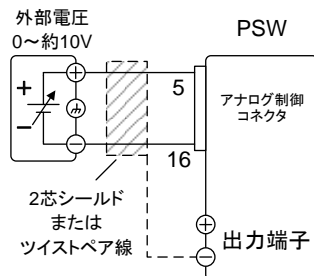 外部電圧
0～約10V
PSW
5
アナログ制御
コネクタ
16
2芯シールド
または
ツイストペア線
出力端子